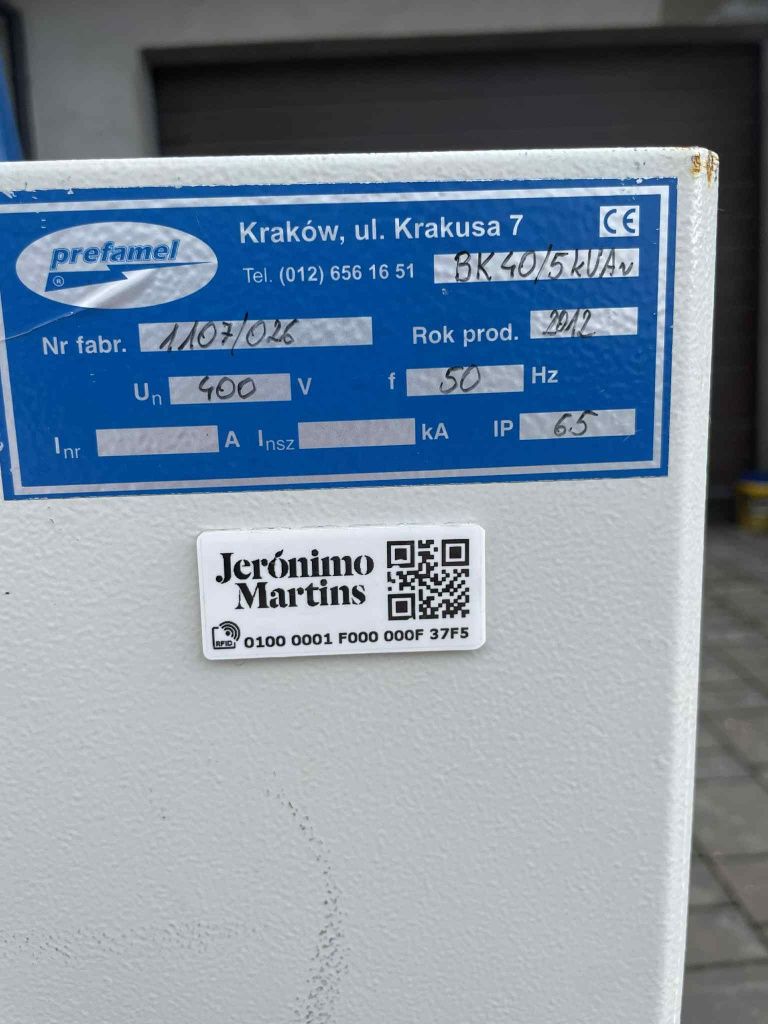 prefamel
®
Kraków, ul. Krakusa 7
CE
Tel. (012) 656 16 51 BK 40/5 kVAr
Nr fabr. 1107/026 Rok prod. 2012
Un 400 V f 50 Hz
Inr A Insz kA IP 65
Jerónimo
Martins
RFID 0100 0001 F000 000F 37F5